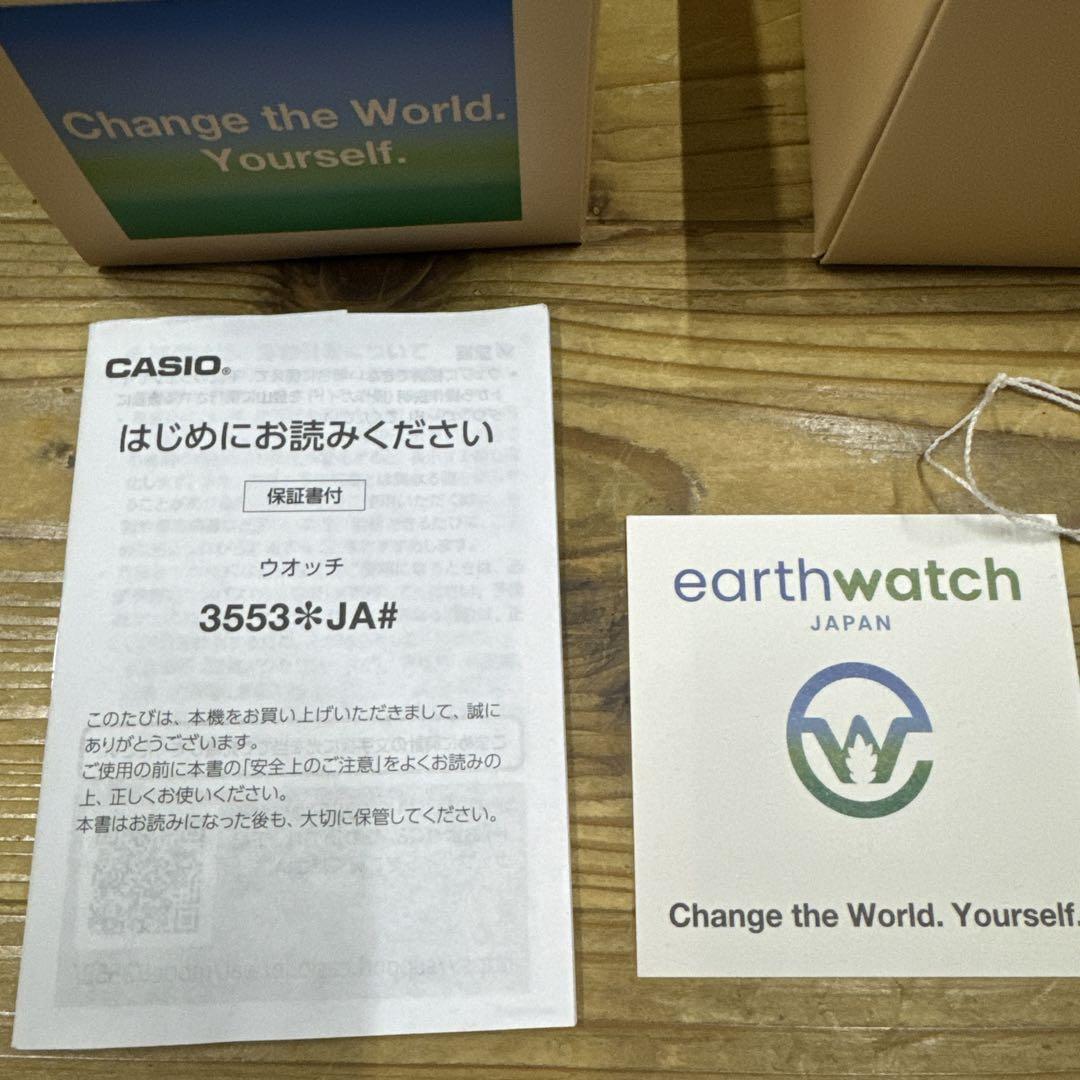 Change the World.
Yourself.
CASIO®
はじめにお読みください
保証書付
ウオッチ
3553✻JA#
このたびは、本機をお買い上げいただきまして、誠に
ありがとうございます。
ご使用の前に本書の「安全上のご注意」をよくお読みの
上、正しくお使いください。
本書はお読みになった後も、大切に保管してください。
earthwatch
JAPAN
Change the World. Yourself.